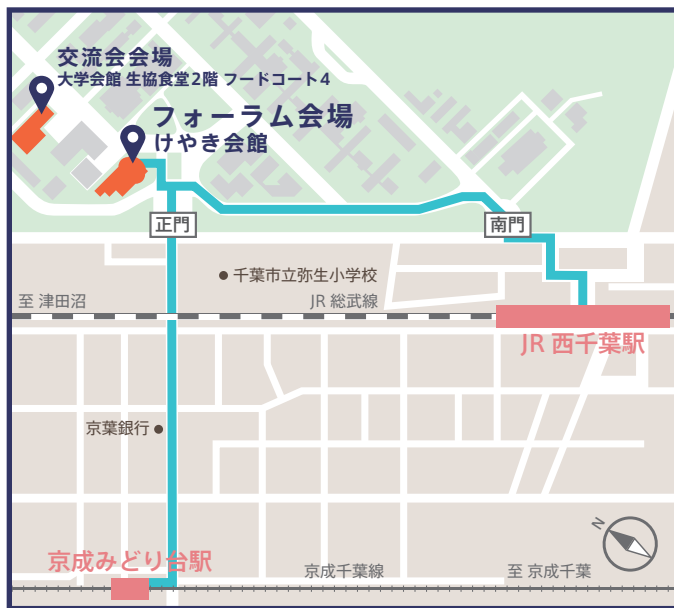 交流会会場
大学会館 生協食堂2階 フードコート4
フォーラム会場
けやき会館
正門
南門
千葉市立弥生小学校
至 津田沼
JR 総武線
JR 西千葉駅
京葉銀行
N
京成みどり台駅
京成千葉線
至 京成千葉